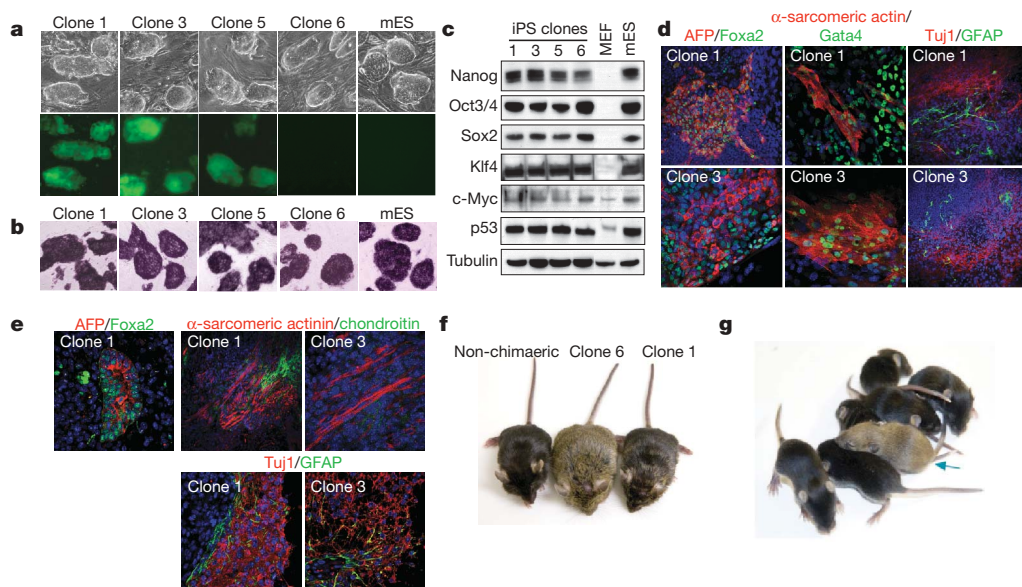 a
Clone 1 Clone 3 Clone 5 Clone 6 mES
b
Clone 1 Clone 3 Clone 5 Clone 6 mES
c
iPS clones
1 3 5 6 MEF mES
Nanog
Oct3/4
Sox2
Klf4
c-Myc
p53
Tubulin
d
α-sarcomeric actin/
AFP/Foxa2 Gata4 Tuj1/GFAP
Clone 1 Clone 1 Clone 1
Clone 3 Clone 3 Clone 3
e
AFP/Foxa2 α-sarcomeric actinin/chondroitin
Clone 1 Clone 1 Clone 3
Tuj1/GFAP
Clone 1 Clone 3
f
Non-chimaeric Clone 6 Clone 1
g